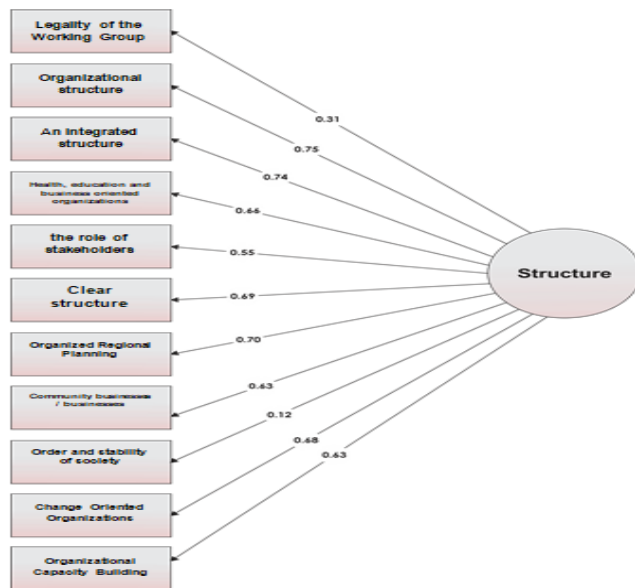 Legality of the
Working Group
0.31
Organizational
structure
0.75
An Integrated
structure
0.74
Health, education and
business oriented
organizations
0.66
the role of
stakeholders
0.55
Structure
Clear
structure
0.69
Organized Regional
Planning
0.70
Community businesses
/ businesses
0.63
Order and stability
of society
0.12
Change Oriented
Organizations
0.68
Organizational
Capacity Building
0.63